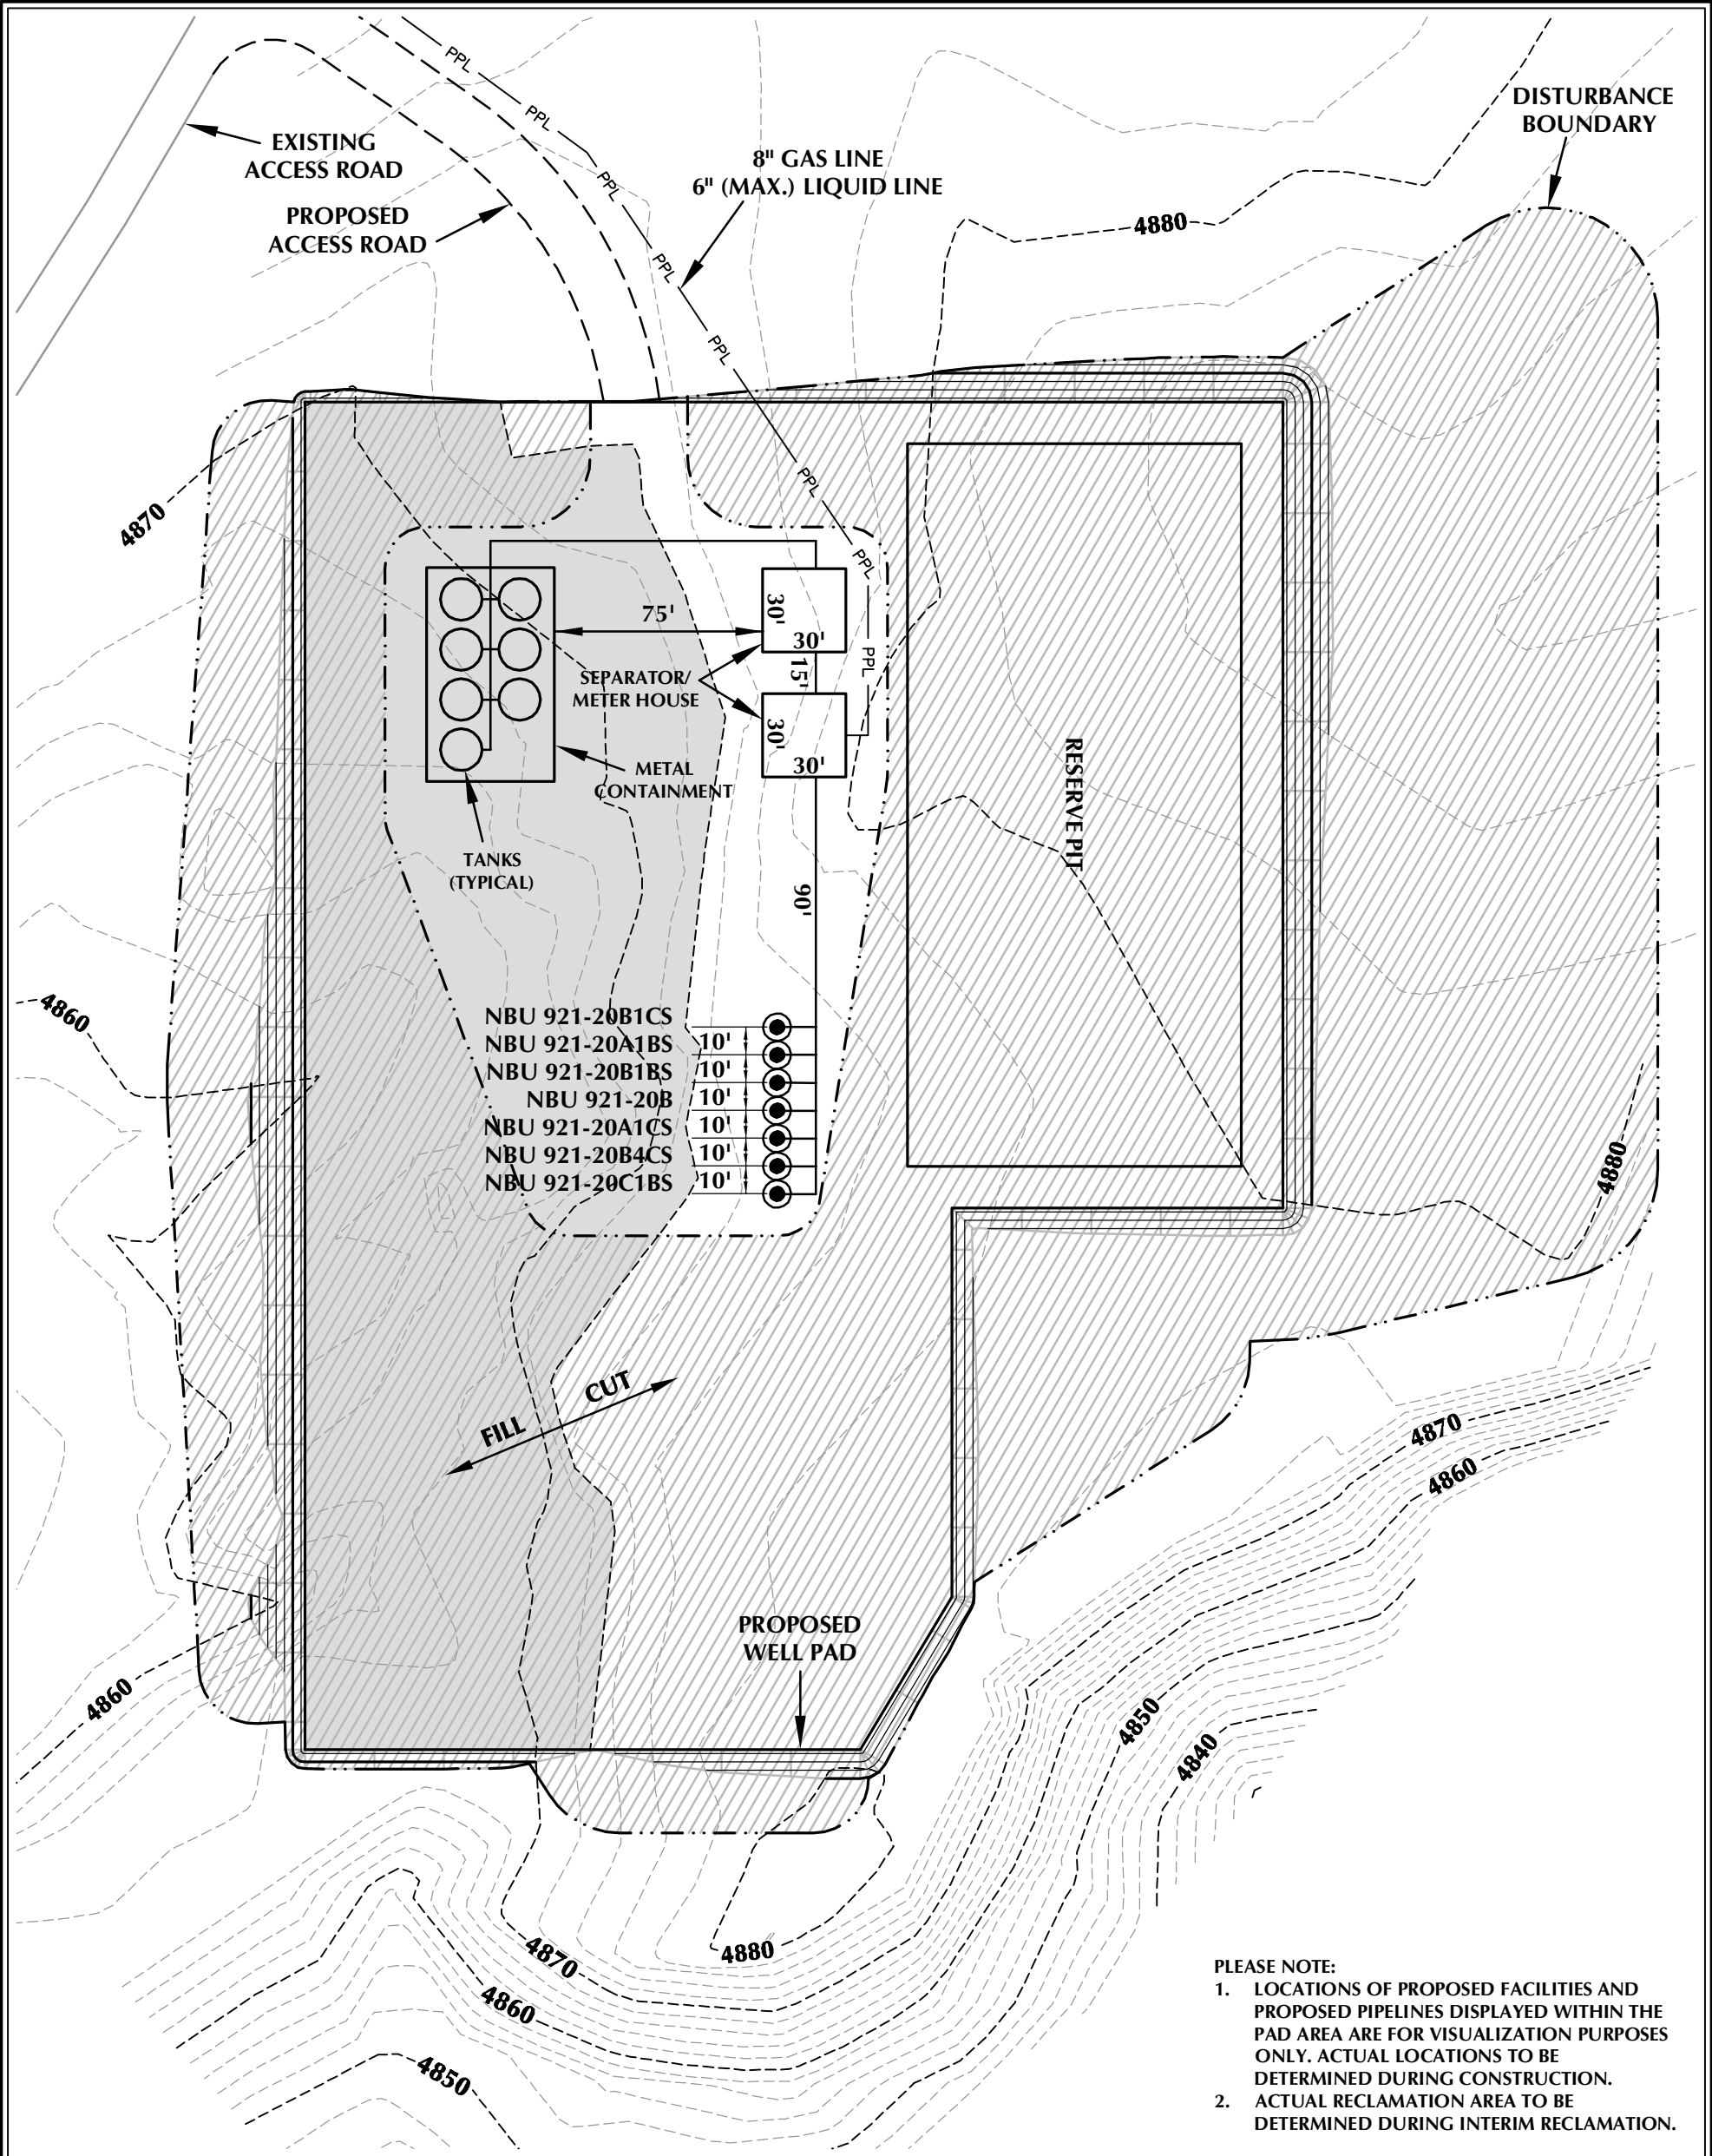 PPL
DISTURBANCE
BOUNDARY
EXISTING
ACCESS ROAD
PPL
8" GAS LINE
6" (MAX.) LIQUID LINE
PPL
PROPOSED
ACCESS ROAD
4880
PPL
PPL
PPL
4870
PPL
30'
75'
30'
PPL
15'
SEPARATOR/
METER HOUSE
30'
30'
METAL
CONTAINMENT
RESERVE PIT
TANKS
(TYPICAL)
90'
4860
NBU 921-20B1CS
NBU 921-20A1BS
10'
NBU 921-20B1BS
10'
NBU 921-20B
10'
NBU 921-20A1CS
10'
NBU 921-20B4CS
10'
NBU 921-20C1BS
10'
4880
CUT
FILL
4870
4860
PROPOSED
WELL PAD
4860
4850
4840
4870
4880
4860
4850
PLEASE NOTE:
1. LOCATIONS OF PROPOSED FACILITIES AND
PROPOSED PIPELINES DISPLAYED WITHIN THE
PAD AREA ARE FOR VISUALIZATION PURPOSES
ONLY. ACTUAL LOCATIONS TO BE
DETERMINED DURING CONSTRUCTION.
2. ACTUAL RECLAMATION AREA TO BE
DETERMINED DURING INTERIM RECLAMATION.